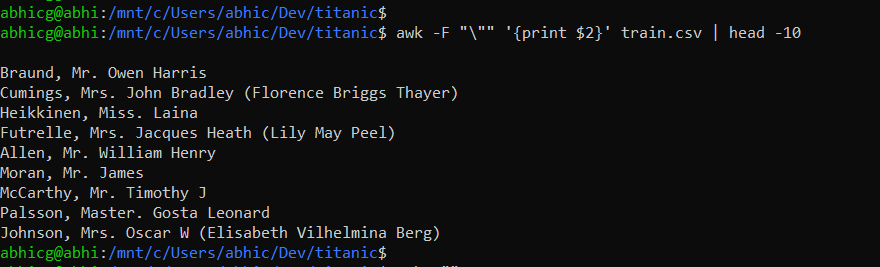 abhicg@abhi:/mnt/c/Users/abhic/Dev/titanic$
abhicg@abhi:/mnt/c/Users/abhic/Dev/titanic$ awk -F "\"" '{print $2}' train.csv | head -10
Braund, Mr. Owen Harris
Cumings, Mrs. John Bradley (Florence Briggs Thayer)
Heikkinen, Miss. Laina
Futrelle, Mrs. Jacques Heath (Lily May Peel)
Allen, Mr. William Henry
Moran, Mr. James
McCarthy, Mr. Timothy J
Palsson, Master. Gosta Leonard
Johnson, Mrs. Oscar W (Elisabeth Vilhelmina Berg)
abhicg@abhi:/mnt/c/Users/abhic/Dev/titanic$